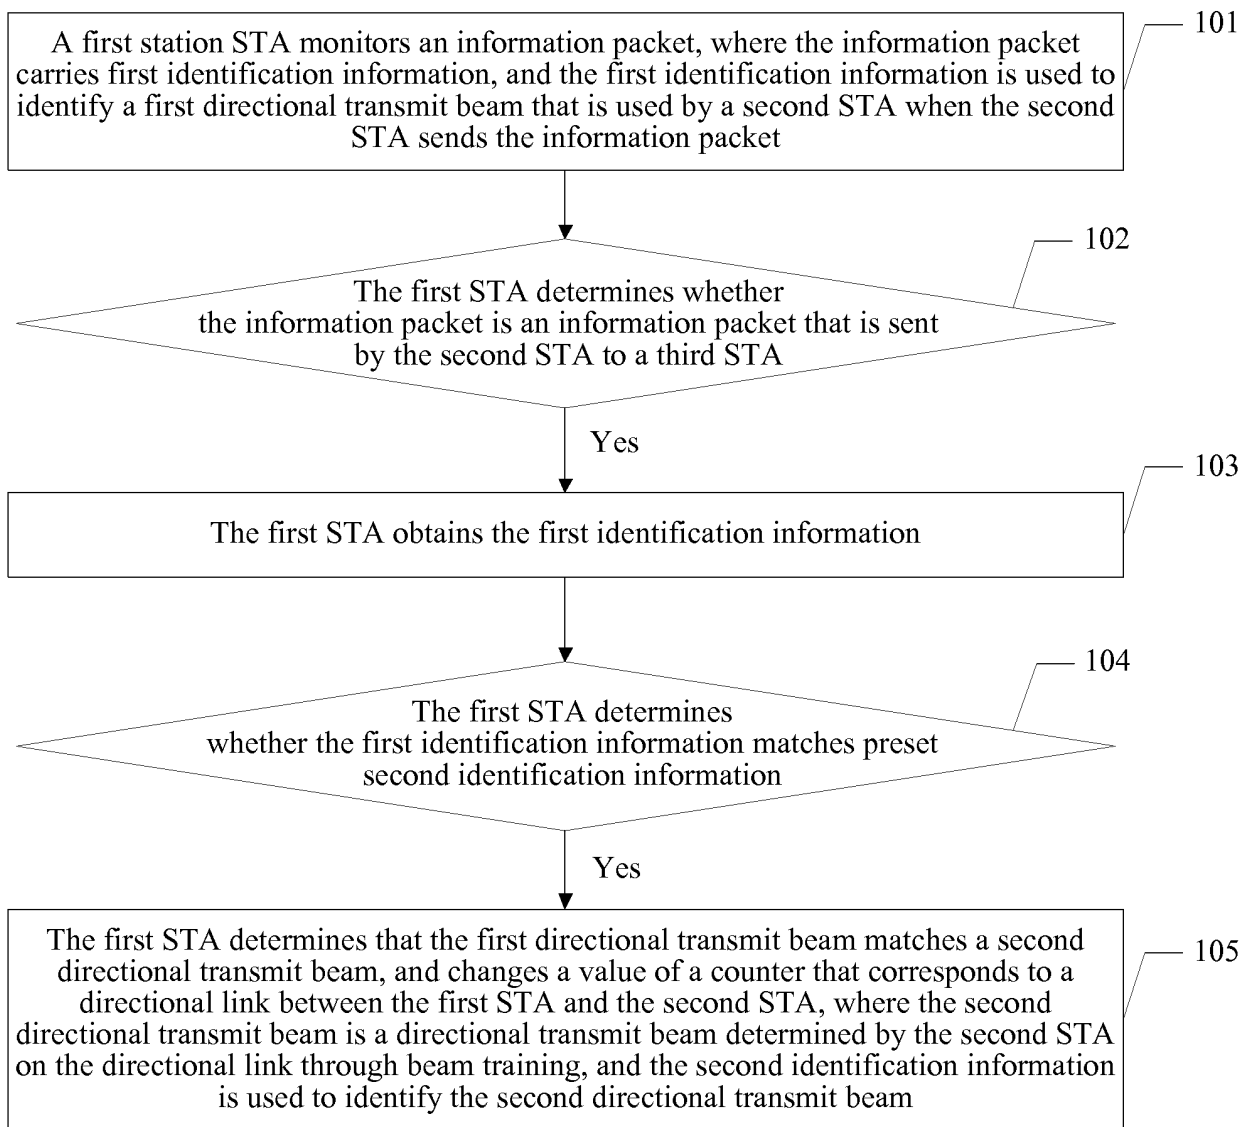 101
A first station STA monitors an information packet, where the information packet
carries first identification information, and the first identification information is used to
identify a first directional transmit beam that is used by a second STA when the second
STA sends the information packet
102
The first STA determines whether
the information packet is an information packet that is sent
by the second STA to a third STA
Yes
103
The first STA obtains the first identification information
104
The first STA determines
whether the first identification information matches preset
second identification information
Yes
105
The first STA determines that the first directional transmit beam matches a second
directional transmit beam, and changes a value of a counter that corresponds to a
directional link between the first STA and the second STA, where the second
directional transmit beam is a directional transmit beam determined by the second STA
on the directional link through beam training, and the second identification information
is used to identify the second directional transmit beam